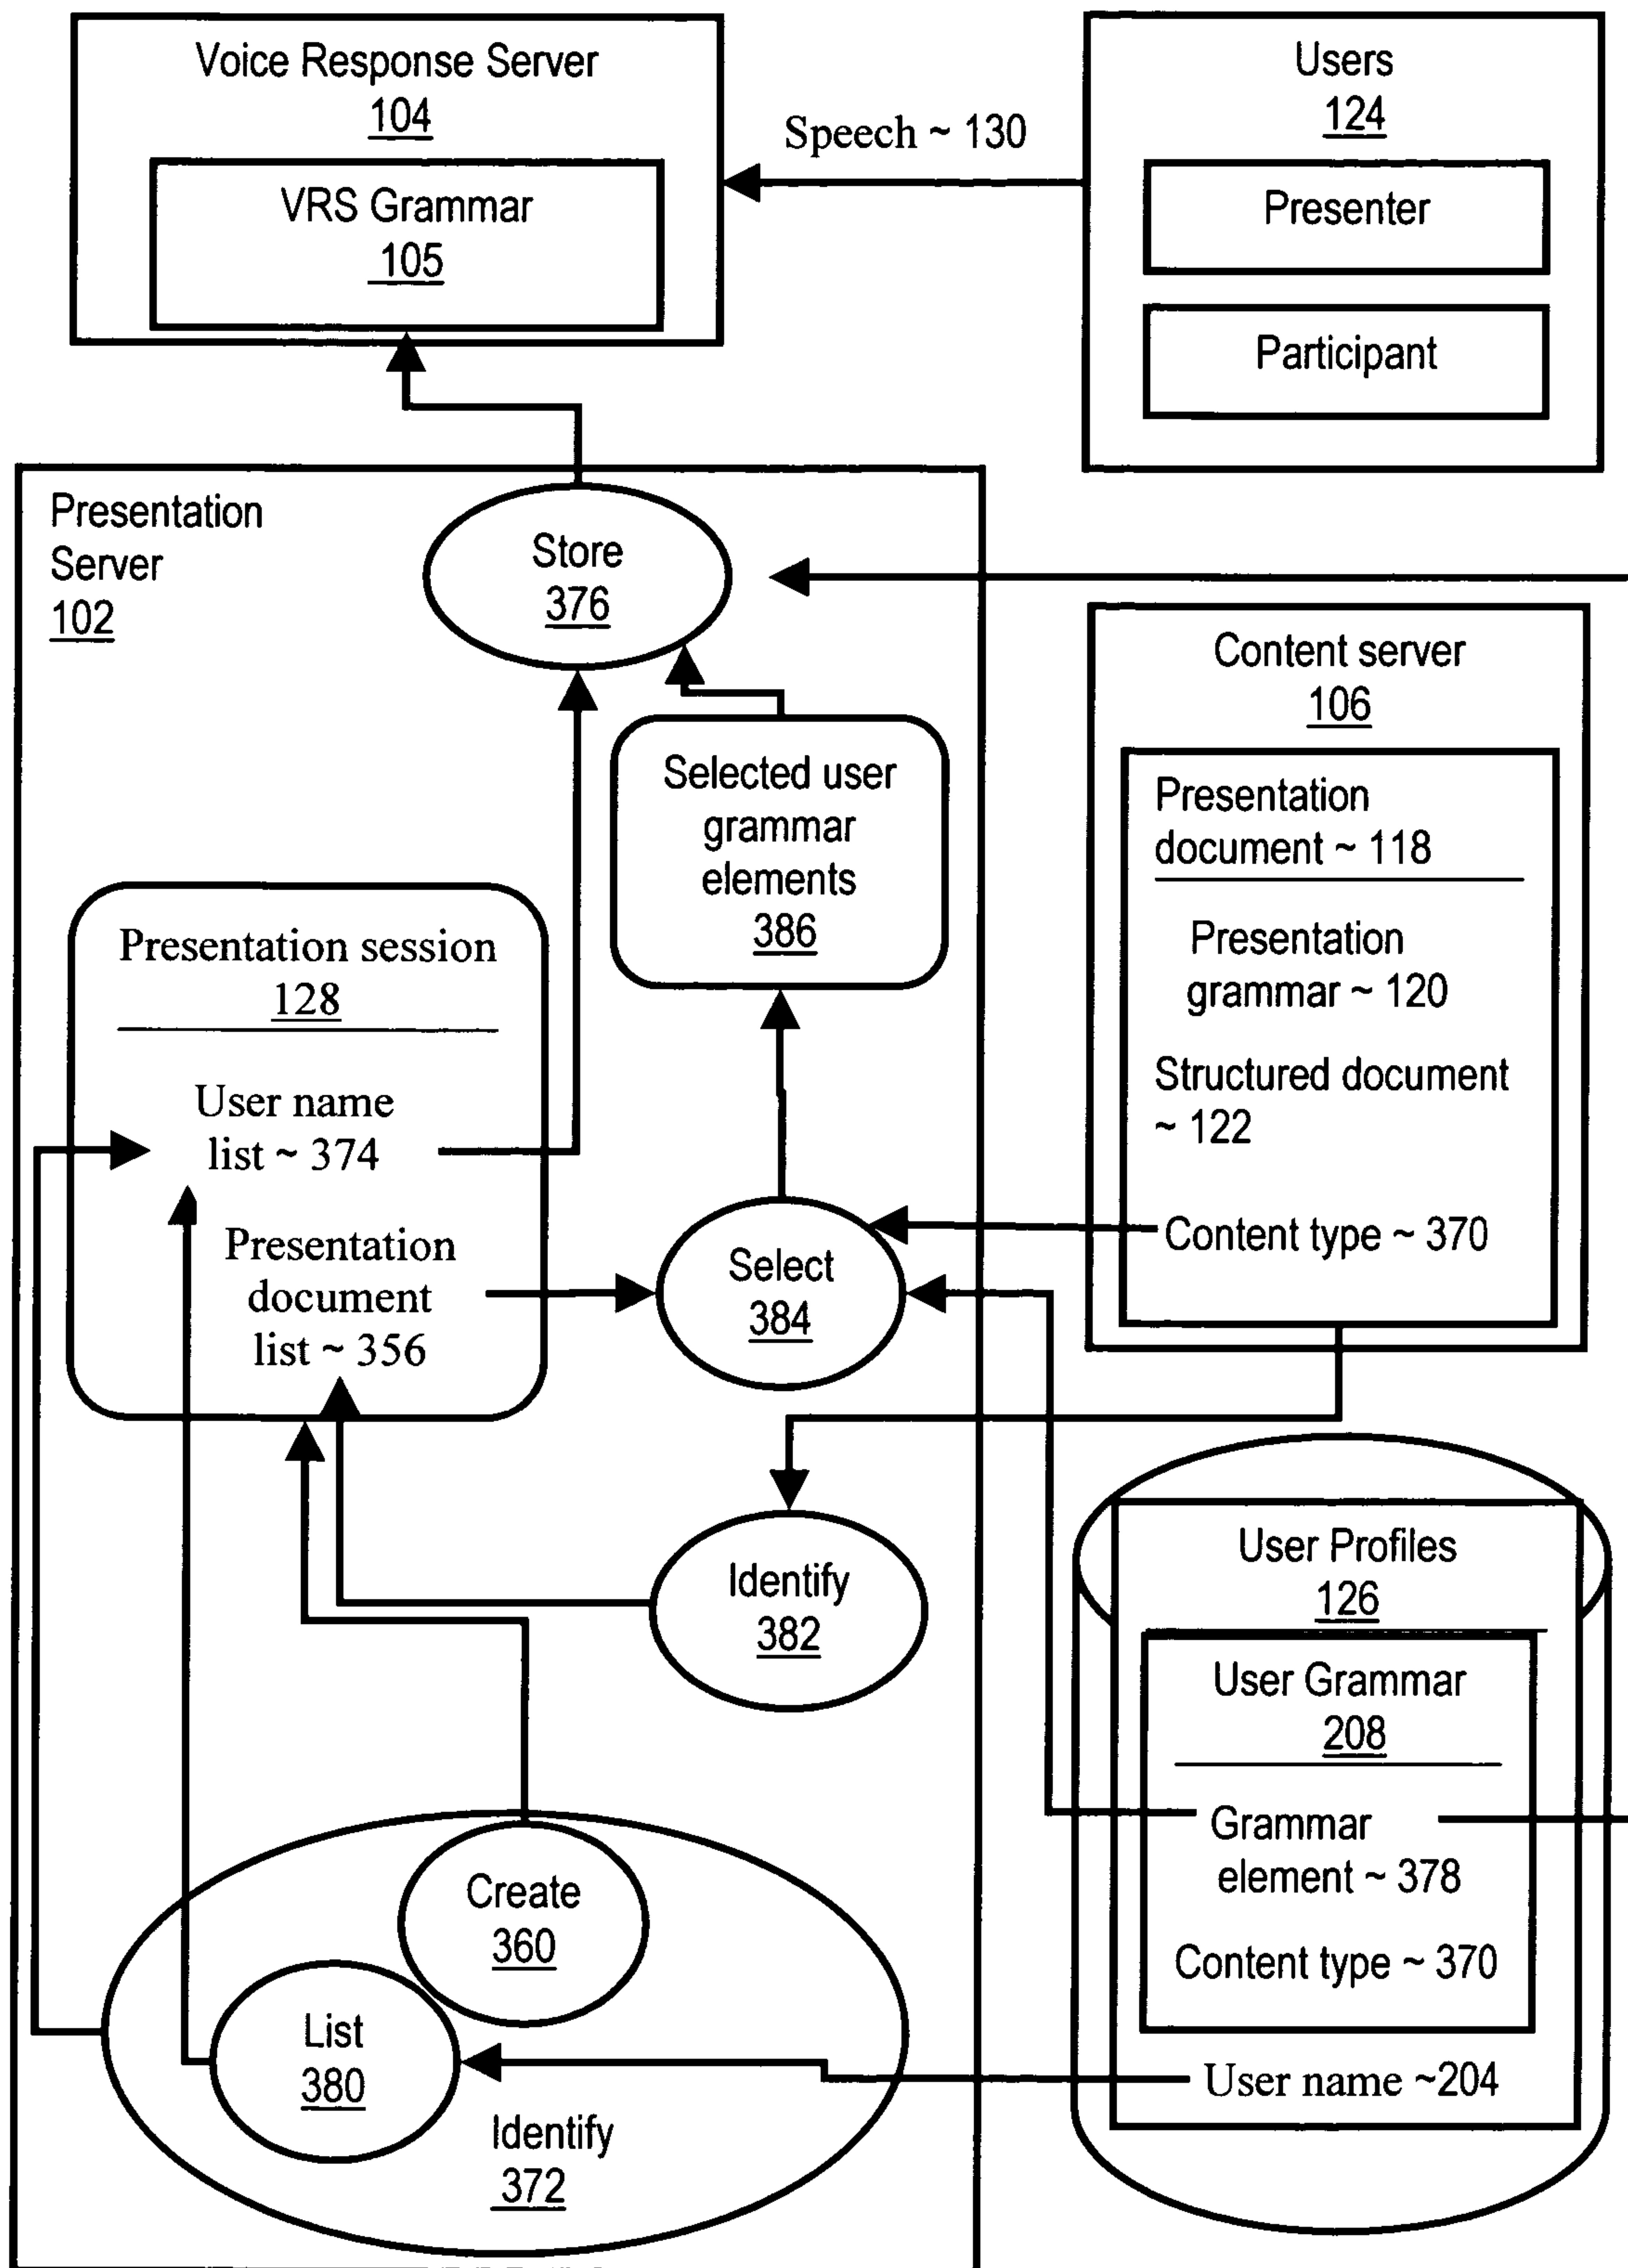 Voice Response Server
104
VRS Grammar
105
Speech ~ 130
Users
124
Presenter
Participant
Presentation
Server
102
Store
376
Selected user
grammar
elements
386
Content server
106
Presentation
document ~ 118
Presentation
grammar ~ 120
Structured document
~ 122
Content type ~ 370
Presentation session
128
User name
list ~ 374
Presentation
document
list ~ 356
Select
384
Identify
382
User Profiles
126
User Grammar
208
Grammar
element ~ 378
Content type ~ 370
User name ~204
Create
360
List
380
Identify
372